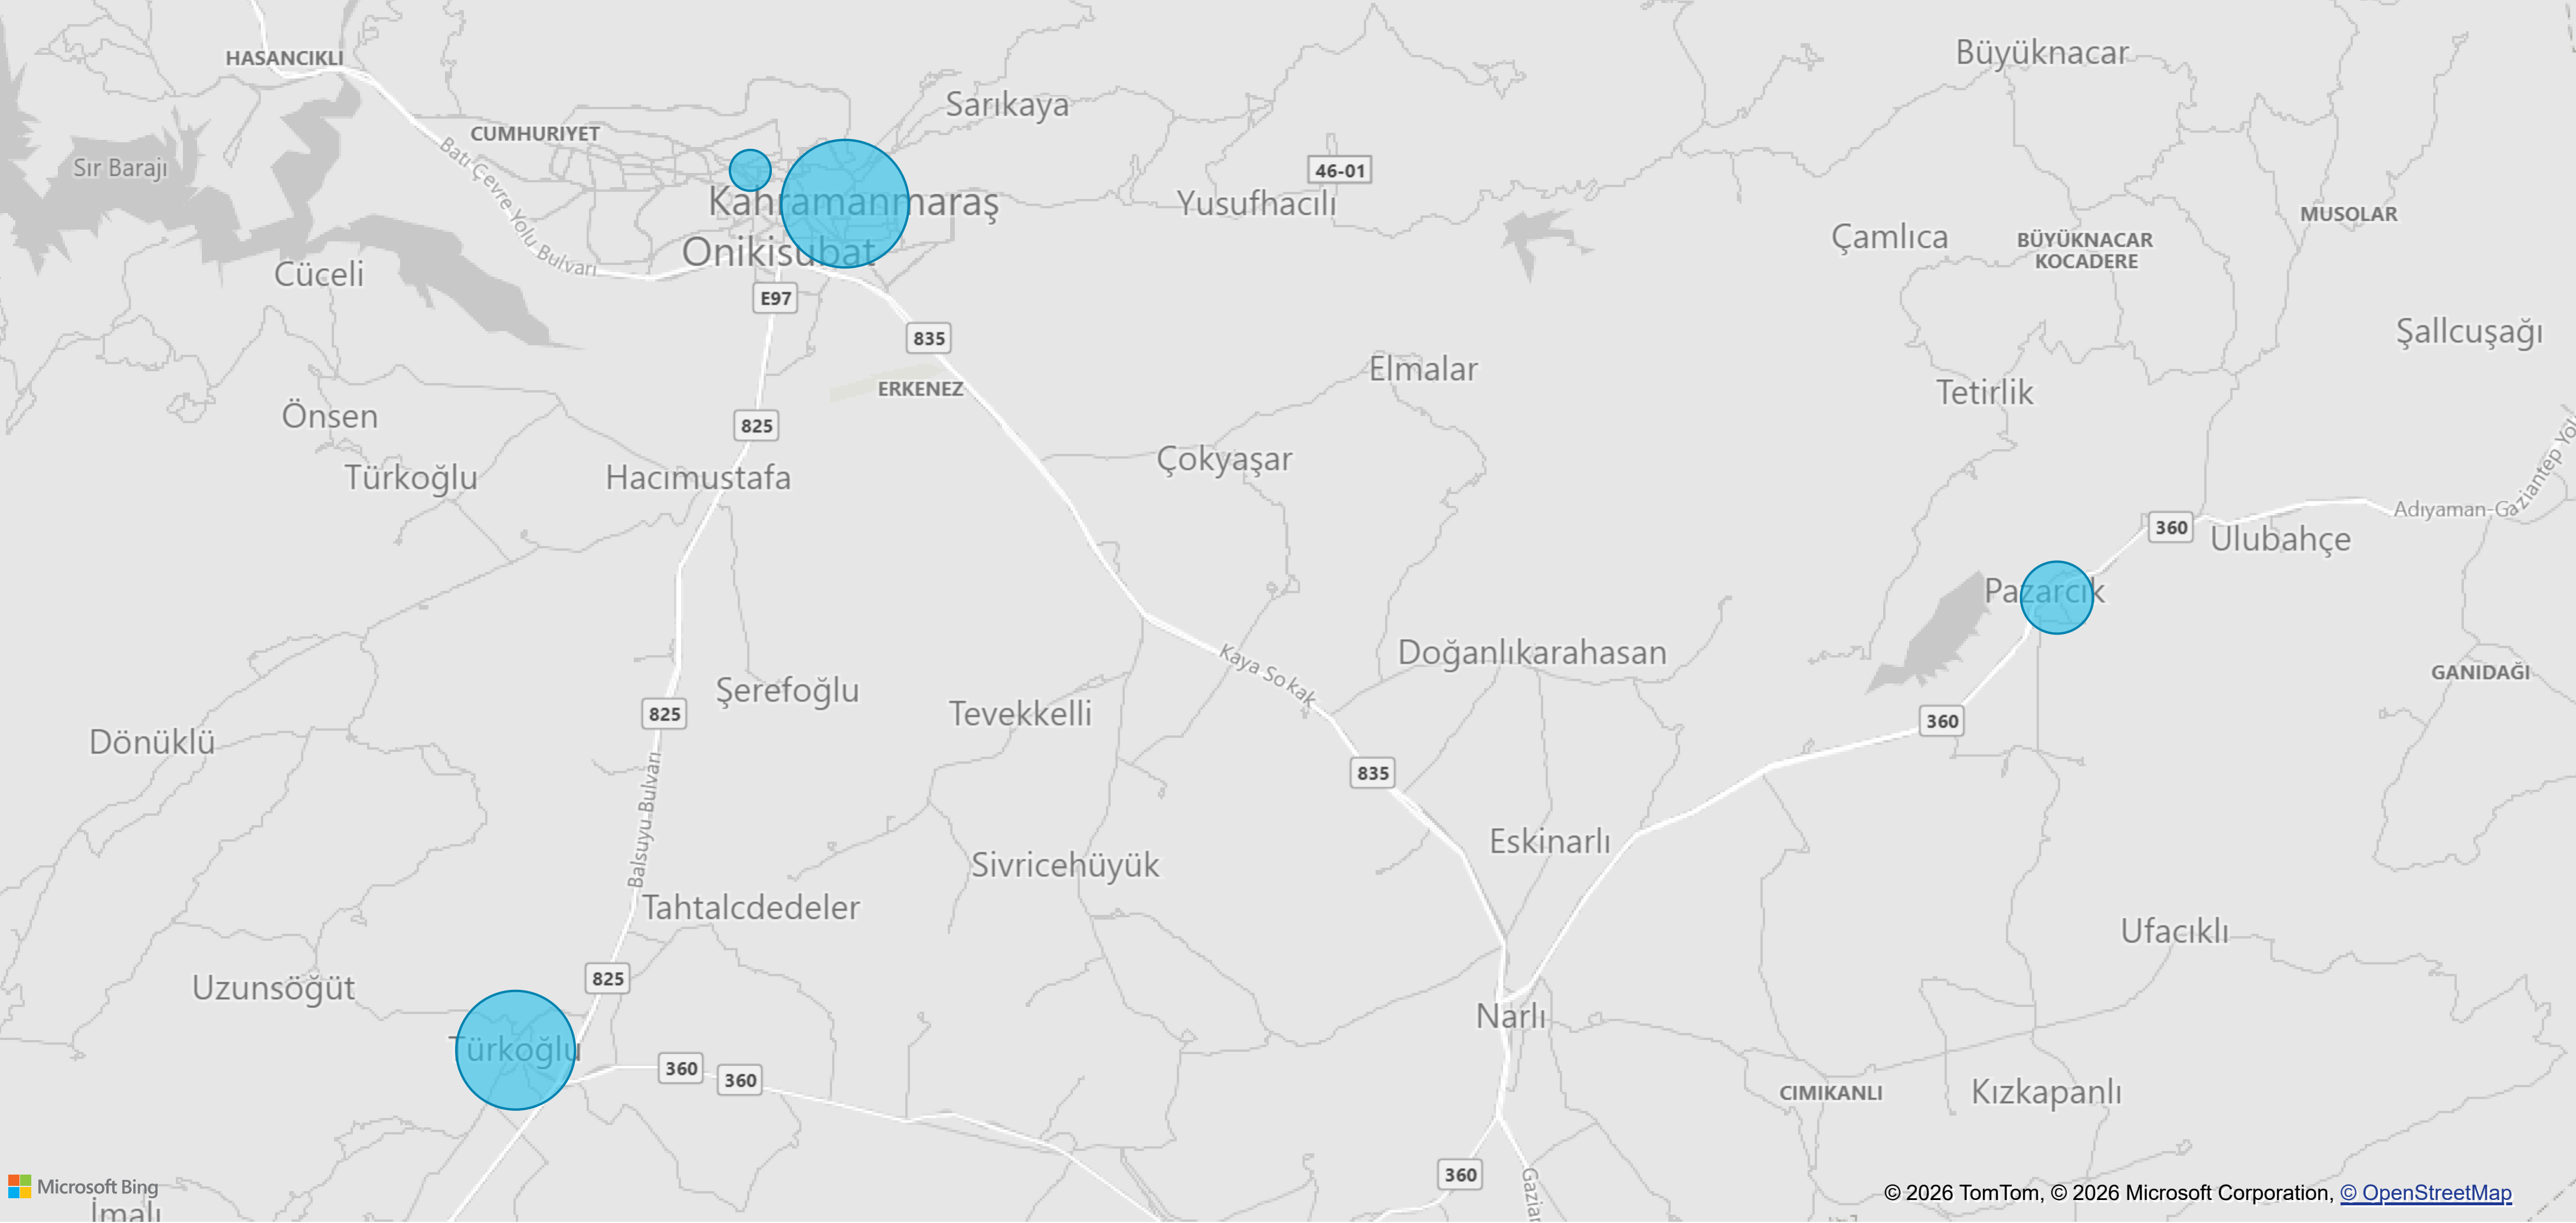 Büyüknacar
HASANCIKLI
Sarıkaya
CUMHURIYET
Sır Barajı
46-01
Batı Çevre Yolu Bulvarı
Kahramanmaraş
Yusufhacılı
MUSOLAR
Çamlıca
BÜYÜKNACAR
KOCADERE
Onikisubat
Cüceli
E97
835
Şallcuşağı
Elmalar
ERKENEZ
Tetirlik
Önsen
825
Çokyaşar
Türkoğlu
Hacımustafa
Adıyaman-Gaziantep Yolu
360
Ulubahçe
Pazarcık
Doğanlıkarahasan
Kaya Sokak
GANIDAĞI
Şerefoğlu
825
Tevekkelli
360
Dönüklü
835
Balsuyu Bulvarı
Eskinarlı
Sivricehüyük
Tahtalcdedeler
Ufacıklı
825
Uzunsöğüt
Narlı
Türkoğlu
360
360
CIMIKANLI
Kızkapanlı
360
Gazian
Microsoft Bing
İmalı
© 2026 TomTom, © 2026 Microsoft Corporation, © OpenStreetMap